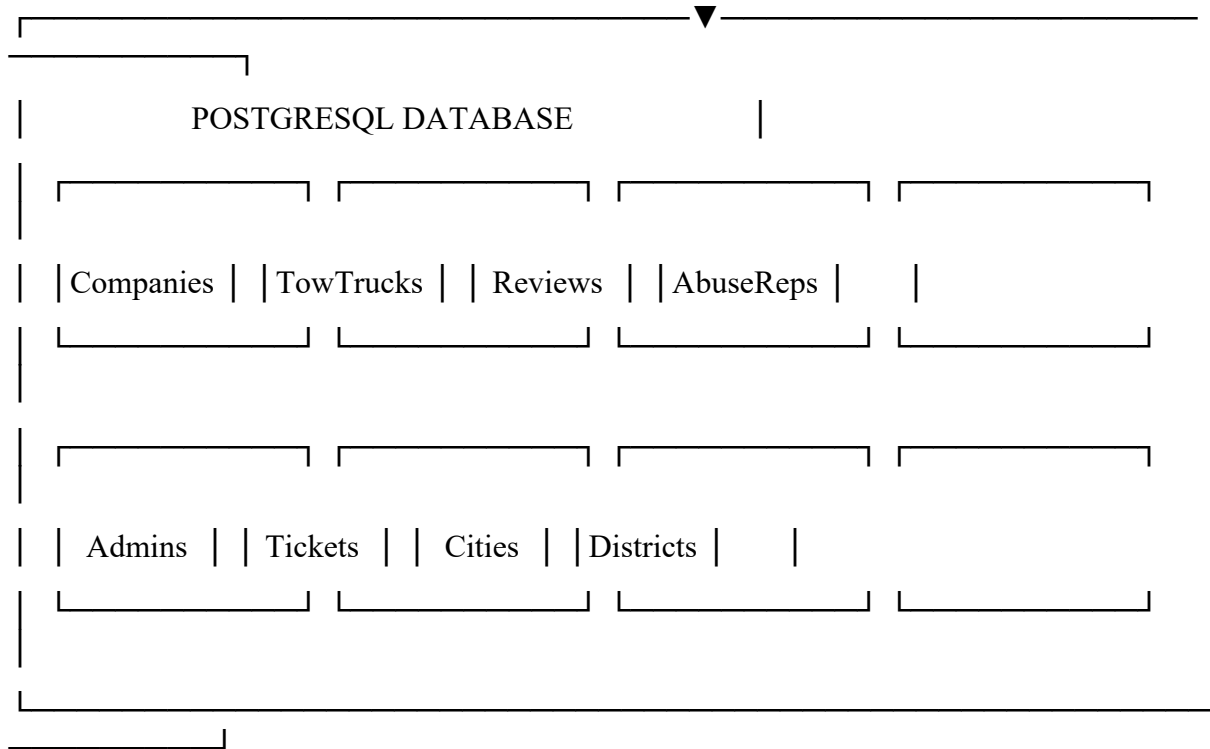 POSTGRESQL DATABASE
Companies TowTrucks Reviews AbuseReps
Admins Tickets Cities Districts